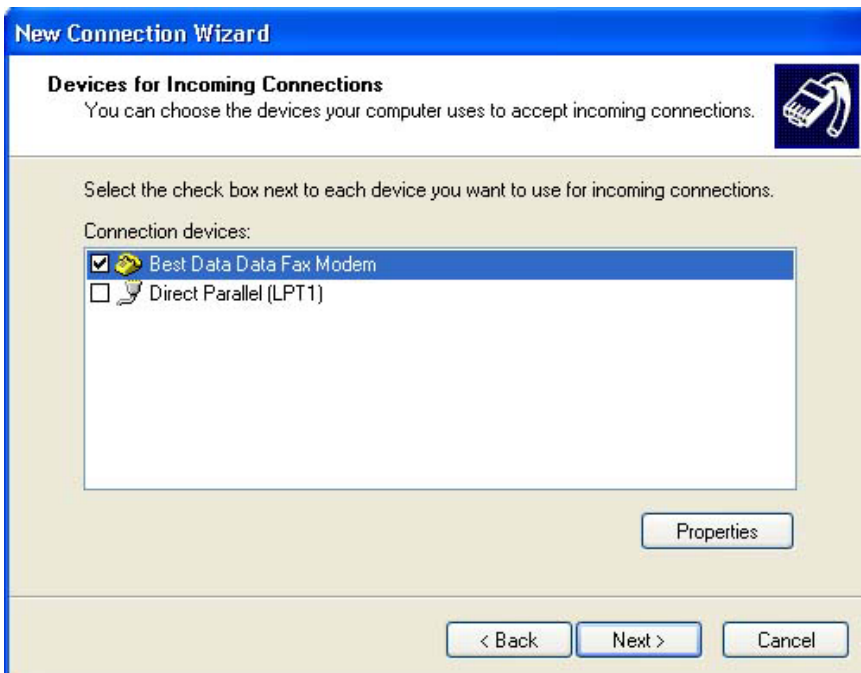 New Connection Wizard
Devices for Incoming Connections
You can choose the devices your computer uses to accept incoming connections.
Select the check box next to each device you want to use for incoming connections.
Connection devices:
Best Data Data Fax Modem
Direct Parallel (LPT1)
Properties
< Back
Next >
Cancel